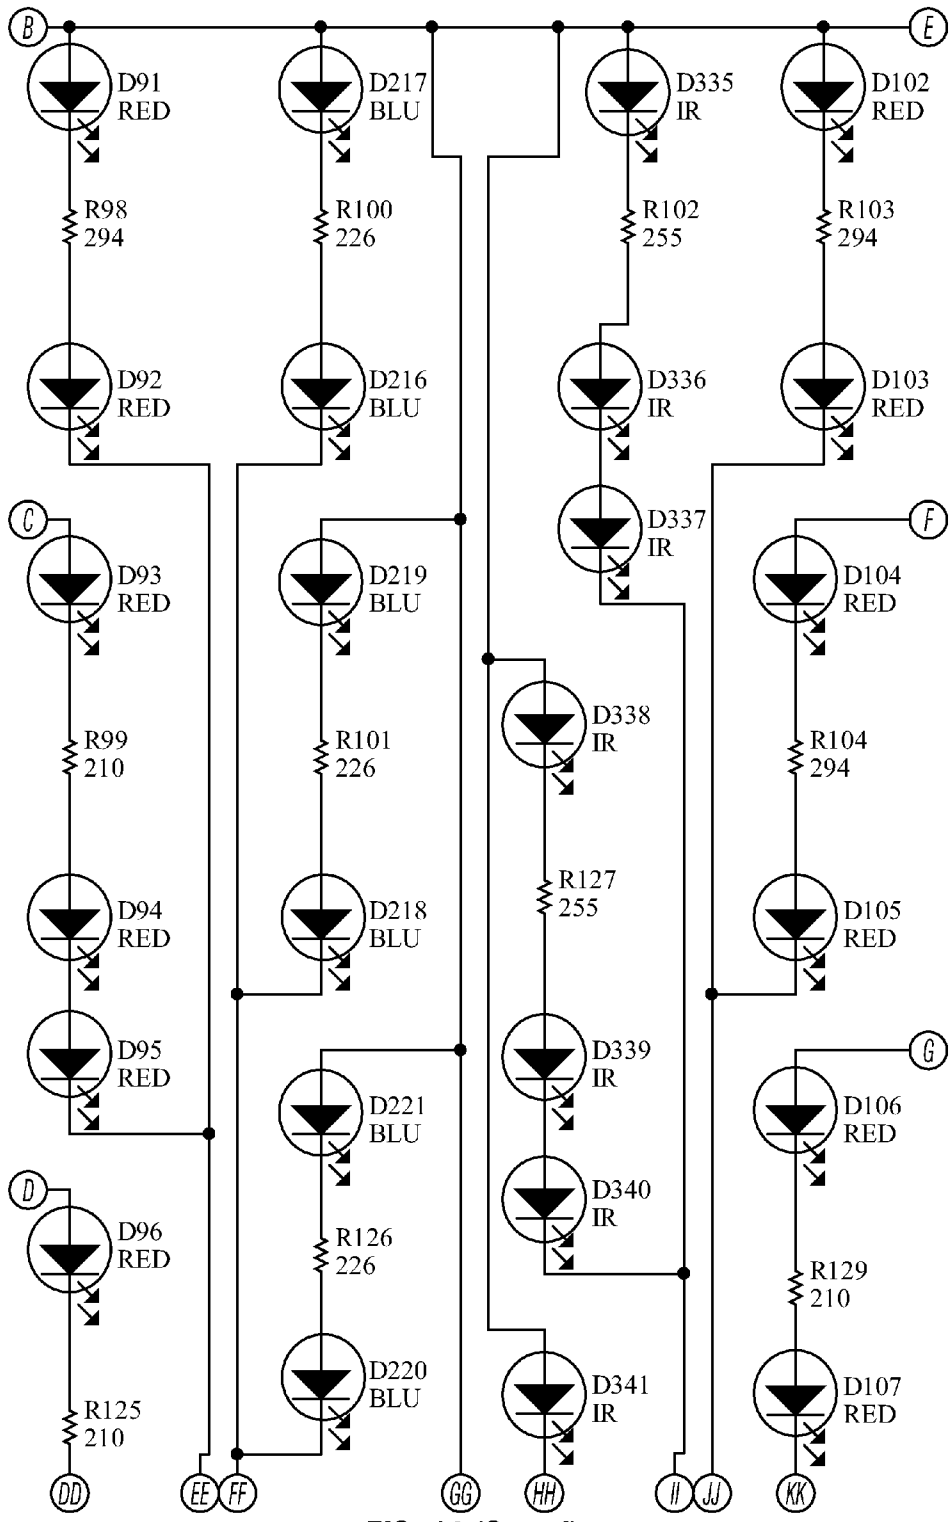 B
E
D91
RED
D217
BLU
D335
IR
D102
RED
R98
294
R100
226
R102
255
R103
294
D92
RED
D216
BLU
D336
IR
D103
RED
C
D337
IR
F
D93
RED
D219
BLU
D104
RED
D338
IR
R99
210
R101
226
R104
294
R127
255
D94
RED
D218
BLU
D105
RED
D95
RED
D339
IR
G
D221
BLU
D106
RED
D
D96
RED
D340
IR
R126
226
R129
210
D220
BLU
D341
IR
D107
RED
R125
210
DD
EE
FF
GG
HH
II
JJ
KK